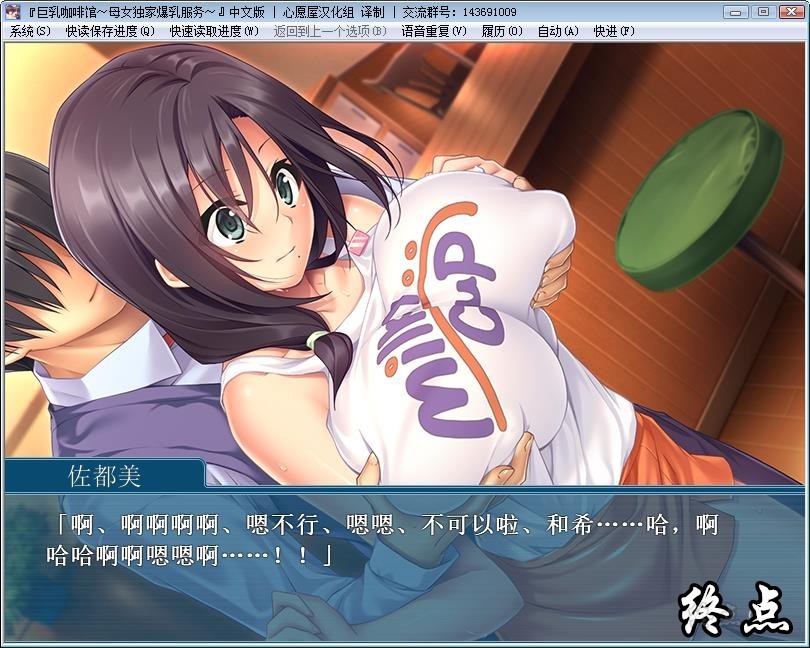 『巨乳咖啡馆～母女独家爆乳服务～』中文版 | 心愿屋汉化组 译制 | 交流群号：143691009
系统(S) 快读保存进度(Q) 快速读取进度(W) 返回到上一个选项(B) 语音重复(V) 履历(O) 自动(A) 快进(F)
Milk
cup
佐都美
「啊、啊啊啊啊、嗯不行、嗯嗯、不可以啦、和希……哈，啊
哈哈啊啊嗯嗯啊……！！」
终点